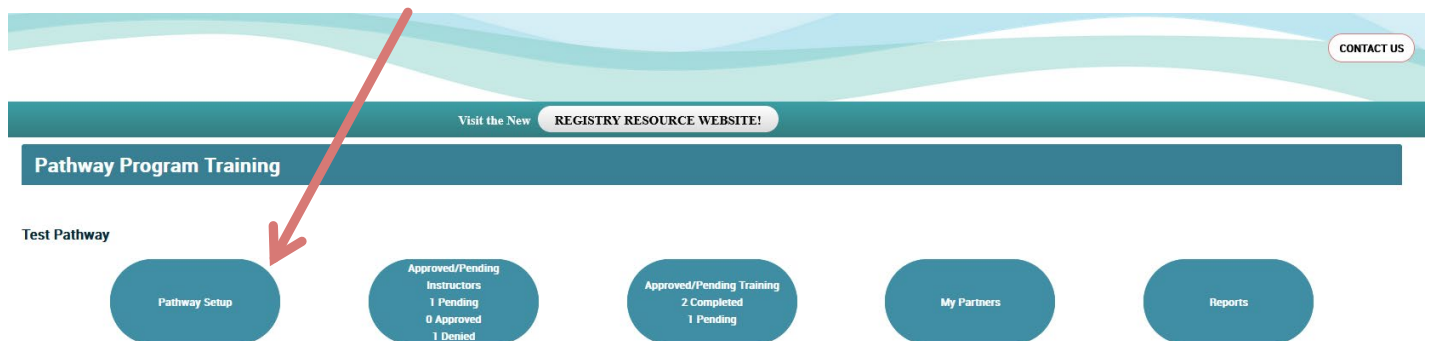 CONTACT US
Visit the New REGISTRY RESOURCE WEBSITE!
Pathway Program Training
Test Pathway
Pathway Setup
Approved/Pending
Instructors
1 Pending
0 Approved
1 Denied
Approved/Pending Training
2 Completed
1 Pending
My Partners
Reports